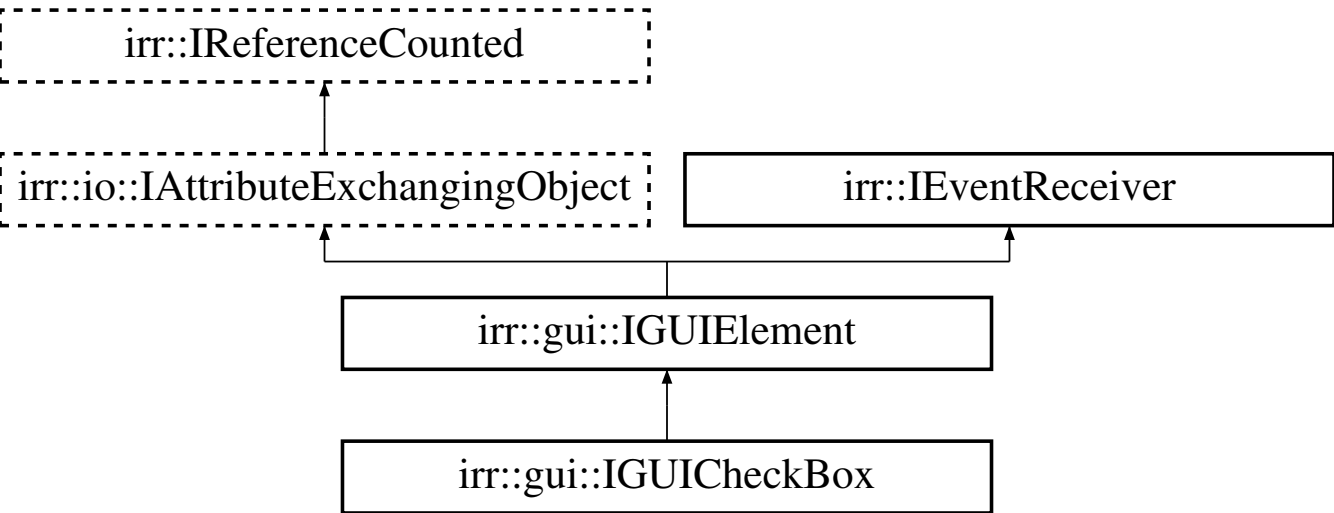 irr::IReferenceCounted
irr::io::IAttributeExchangingObject
irr::IEventReceiver
irr::gui::IGUIElement
irr::gui::IGUICheckBox